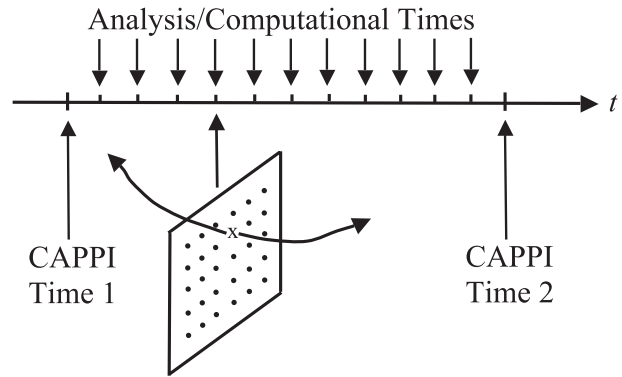 Analysis/Computational Times
t
x
CAPPI
Time 1
CAPPI
Time 2